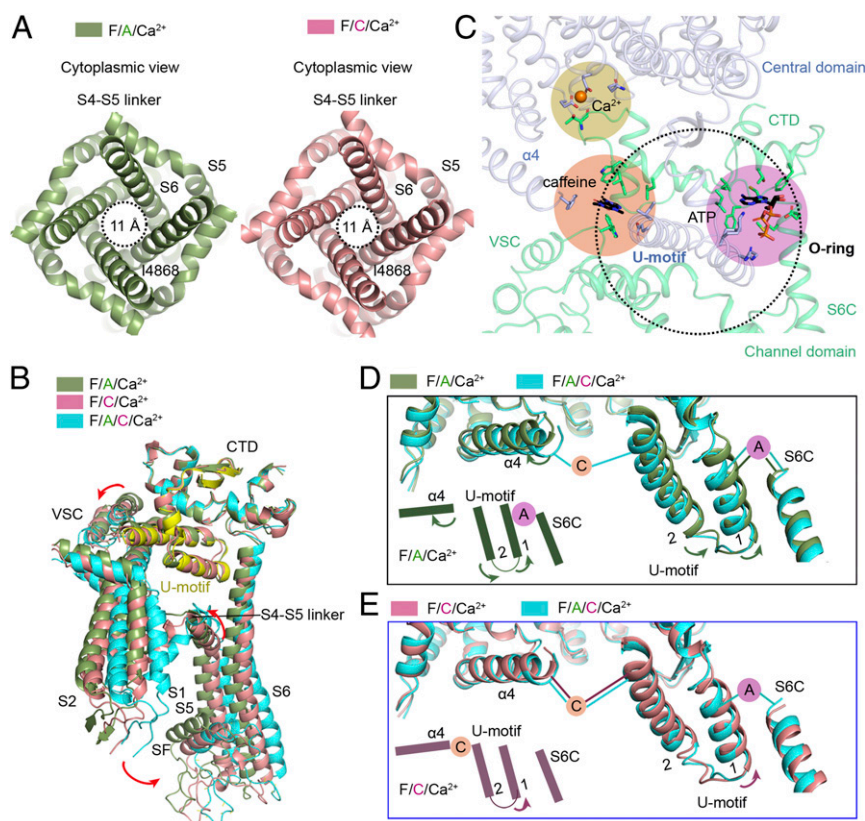 A
F/A/Ca²⁺
F/C/Ca²⁺
Cytoplasmic view
Cytoplasmic view
S4-S5 linker
S4-S5 linker
S5
S6
11 Å
I4868
S5
S6
11 Å
I4868
B
F/A/Ca²⁺
F/C/Ca²⁺
F/A/C/Ca²⁺
CTD
VSC
U-motif
S4-S5 linker
S2
S1
S5
S6
SF
C
Central domain
Ca²⁺
CTD
α4
caffeine
ATP
VSC
U-motif
O-ring
S6C
Channel domain
D
F/A/Ca²⁺
F/A/C/Ca²⁺
α4
C
A
S6C
α4
U-motif
A
S6C
2
1
F/A/Ca²⁺
2
1
U-motif
E
F/C/Ca²⁺
F/A/C/Ca²⁺
α4
C
A
S6C
α4
C
U-motif
S6C
2
1
F/C/Ca²⁺
2
1
U-motif